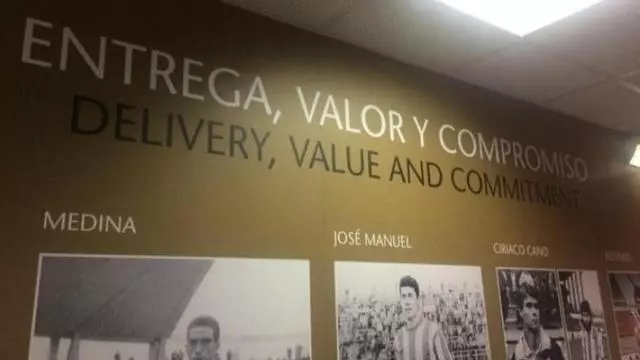 ENTREGA, VALOR Y COMPROMISO
DELIVERY, VALUE AND COMMITMENT
MEDINA
JOSÉ MANUEL
CIRIACO CANO